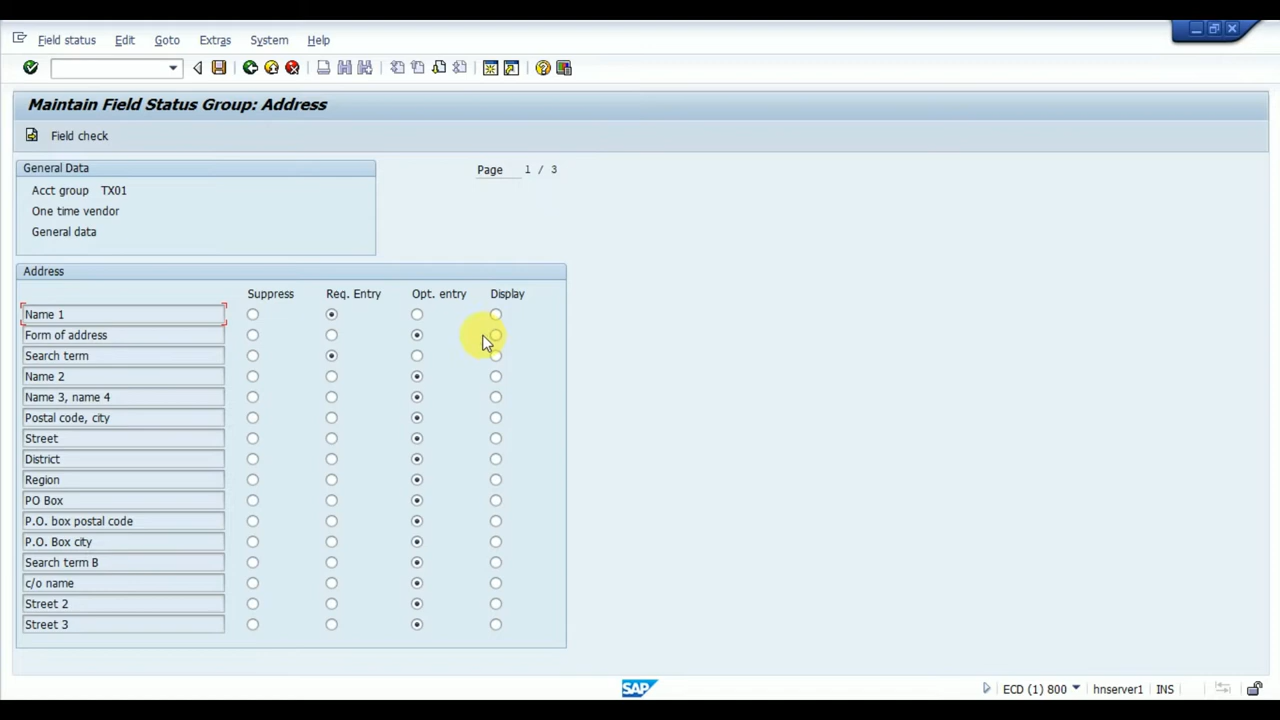 Field status Edit Goto Extras System Help
Maintain Field Status Group: Address
Field check
General Data
Page 1 / 3
Acct group TX01
One time vendor
General data
Address
Suppress Req. Entry Opt. entry Display
Name 1
Form of address
Search term
Name 2
Name 3, name 4
Postal code, city
Street
District
Region
PO Box
P.O. box postal code
P.O. Box city
Search term B
c/o name
Street 2
Street 3
SAP
ECD (1) 800 hnserver1 INS